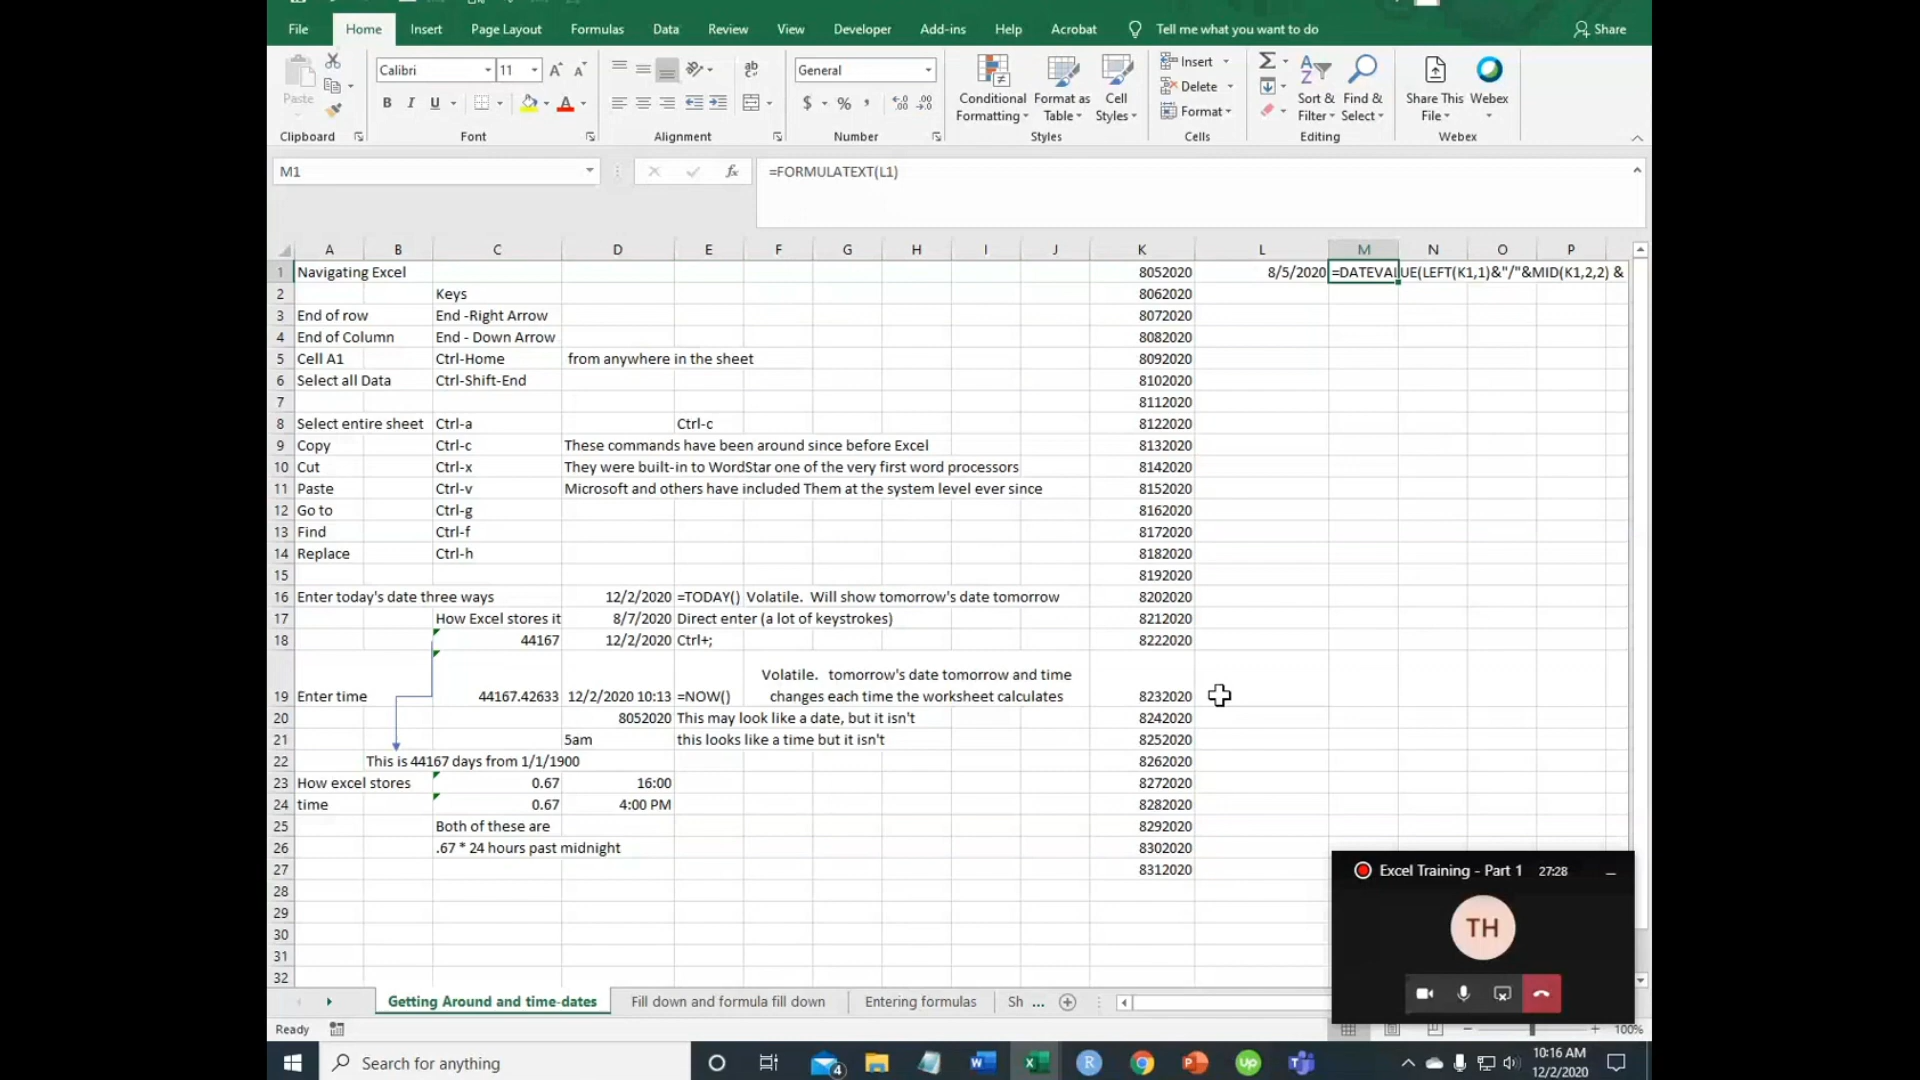 File Home Insert Page Layout Formulas Data Review View Developer Add-ins Help Acrobat Tell me what you want to do Share
Paste
Calibri 11
B I U
General
$ % ,
Conditional Formatting
Format as Table
Cell Styles
Insert
Delete
Format
Sort & Filter
Find & Select
Share This File
Webex
Clipboard Font Alignment Number Styles Cells Editing Webex
M1 fx =FORMULATEXT(L1)
A B C D E F G H I J K L M N O P
1 Navigating Excel 8052020 8/5/2020 =DATEVALUE(LEFT(K1,1)&"/"&MID(K1,2,2) &
2 Keys 8062020
3 End of row End -Right Arrow 8072020
4 End of Column End - Down Arrow 8082020
5 Cell A1 Ctrl-Home from anywhere in the sheet 8092020
6 Select all Data Ctrl-Shift-End 8102020
7 8112020
8 Select entire sheet Ctrl-a Ctrl-c 8122020
9 Copy Ctrl-c These commands have been around since before Excel 8132020
10 Cut Ctrl-x They were built-in to WordStar one of the very first word processors 8142020
11 Paste Ctrl-v Microsoft and others have included Them at the system level ever since 8152020
12 Go to Ctrl-g 8162020
13 Find Ctrl-f 8172020
14 Replace Ctrl-h 8182020
15 8192020
16 Enter today's date three ways 12/2/2020 =TODAY() Volatile. Will show tomorrow's date tomorrow 8202020
17 How Excel stores it 8/7/2020 Direct enter (a lot of keystrokes) 8212020
18 44167 12/2/2020 Ctrl+; 8222020
Volatile. tomorrow's date tomorrow and time
19 Enter time 44167.42633 12/2/2020 10:13 =NOW() changes each time the worksheet calculates 8232020
20 8052020 This may look like a date, but it isn't 8242020
21 5am this looks like a time but it isn't 8252020
22 This is 44167 days from 1/1/1900 8262020
23 How excel stores 0.67 16:00 8272020
24 time 0.67 4:00 PM 8282020
25 Both of these are 8292020
26 .67 * 24 hours past midnight 8302020
27 8312020
28
29
30
31
32
Excel Training - Part 1 27:28
TH
Getting Around and time-dates Fill down and formula fill down Entering formulas Sh ...
Ready 100%
Search for anything
4
10:16 AM
12/2/2020